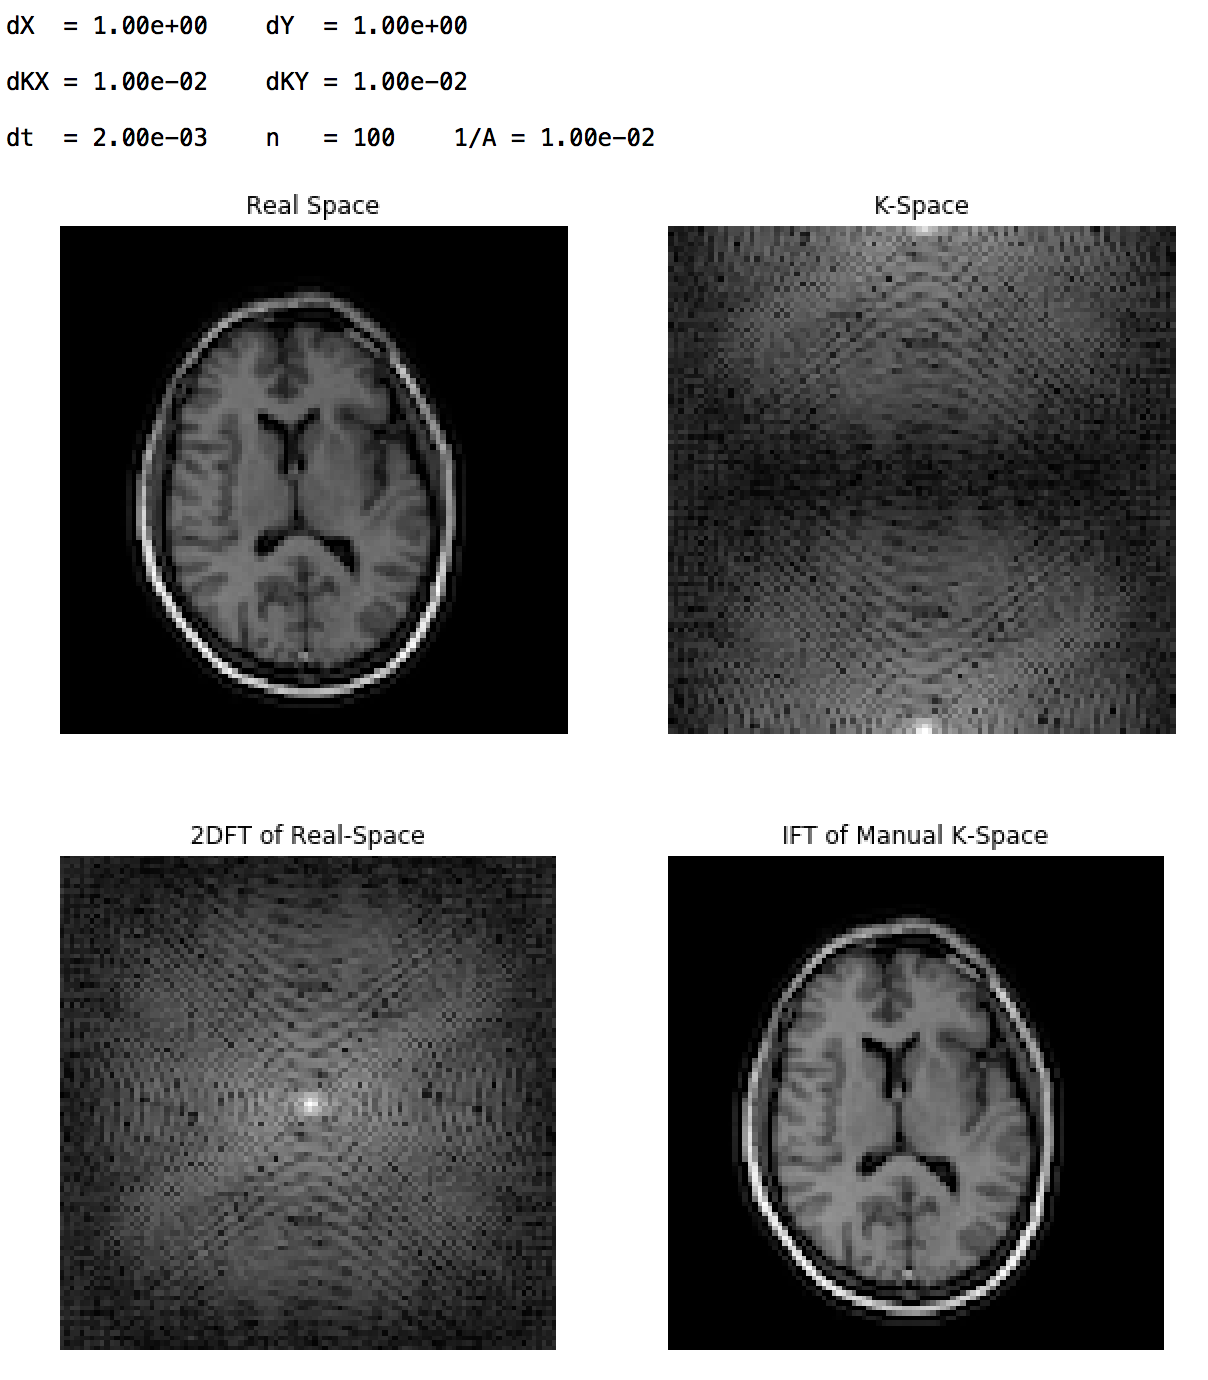 dX  = 1.00e+00    dY  = 1.00e+00
dKX = 1.00e-02    dKY = 1.00e-02
dt  = 2.00e-03    n   = 100    1/A = 1.00e-02
Real Space
K-Space
2DFT of Real-Space
IFT of Manual K-Space